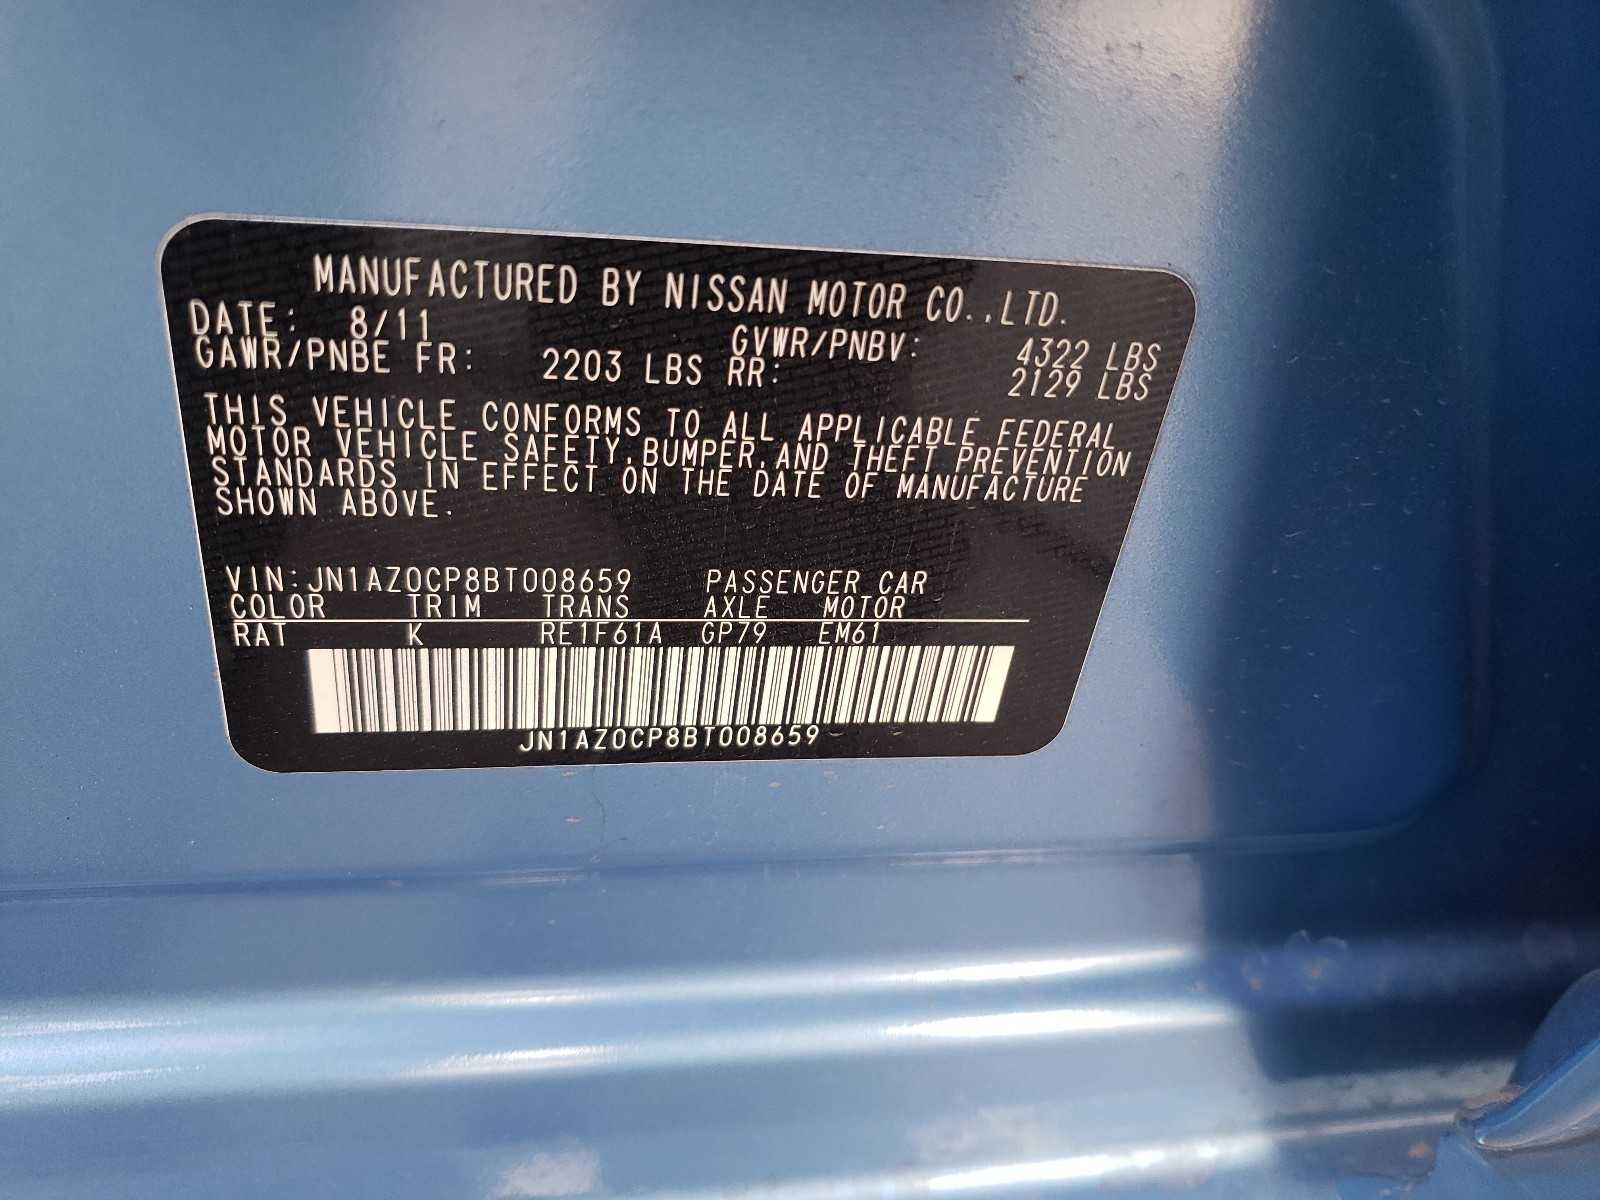 MANUFACTURED BY NISSAN MOTOR CO.,LTD.
DATE: 8/11 GVWR/PNBV: 4322 LBS
GAWR/PNBE FR: 2203 LBS RR: 2129 LBS
THIS VEHICLE CONFORMS TO ALL APPLICABLE FEDERAL
MOTOR VEHICLE SAFETY,BUMPER,AND THEFT PREVENTION
STANDARDS IN EFFECT ON THE DATE OF MANUFACTURE
SHOWN ABOVE.
VIN:JN1AZ0CP8BT008659 PASSENGER CAR
COLOR TRIM TRANS AXLE MOTOR
RAT K RE1F61A GP79 EM61
JN1AZ0CP8BT008659